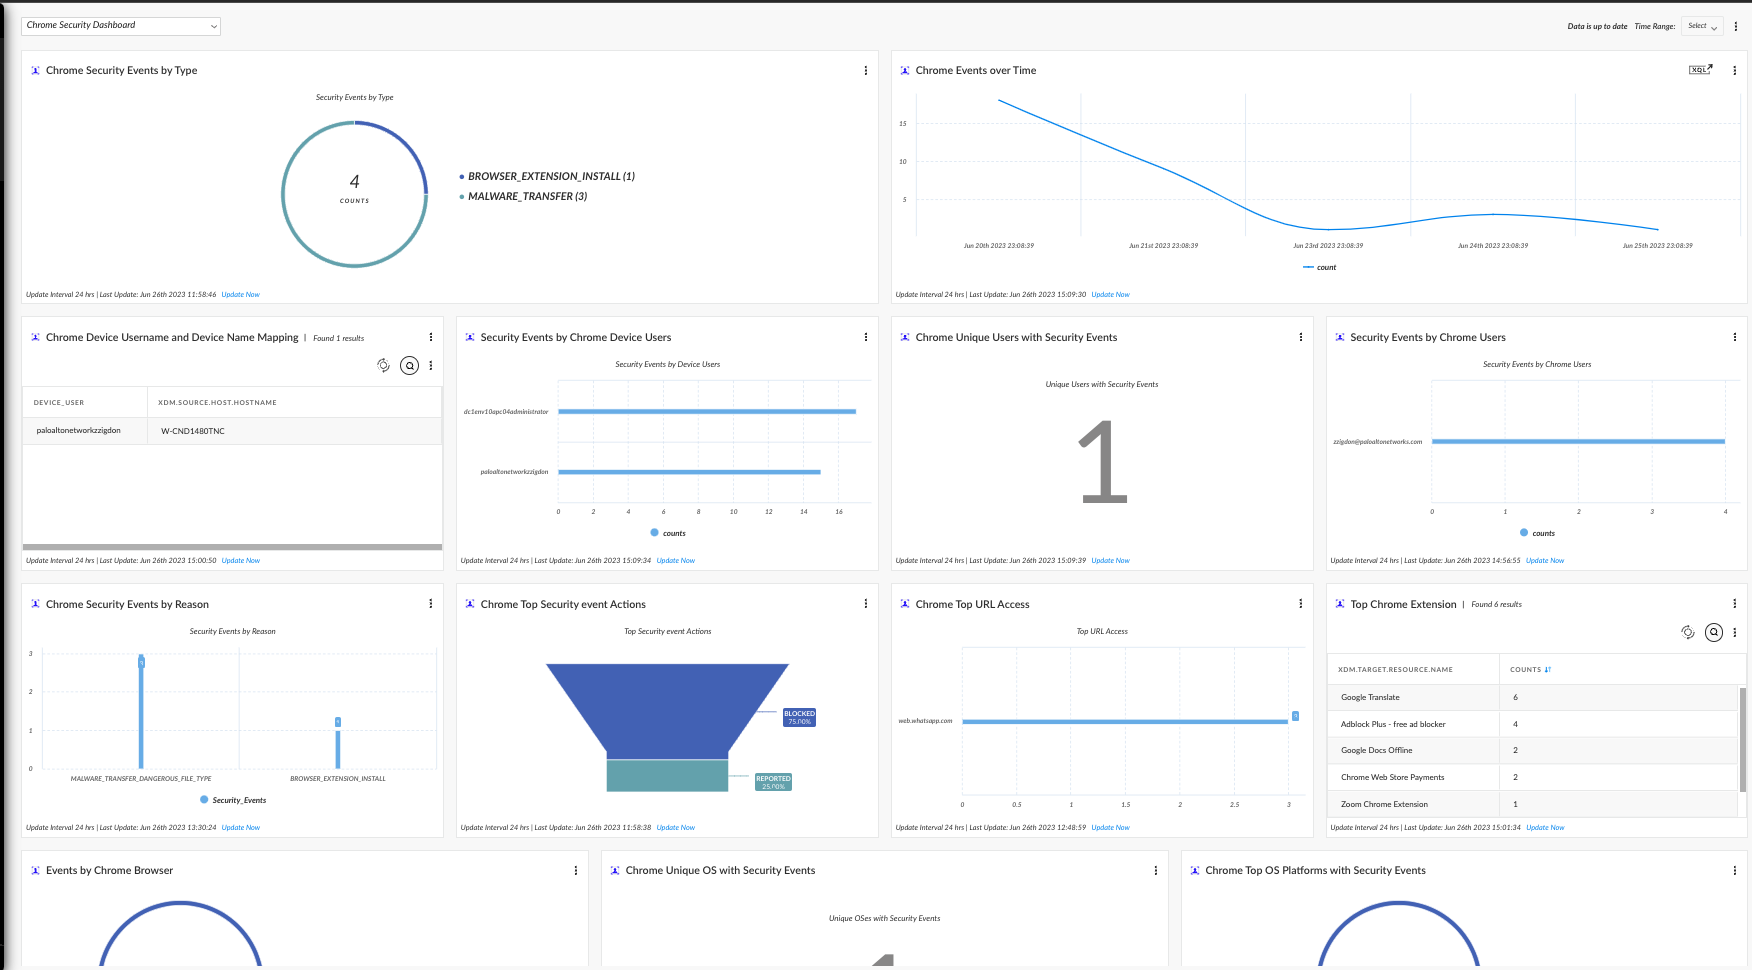 Chrome Security Dashboard
Data is up to date Time Range: Select
Chrome Security Events by Type
Security Events by Type
4
COUNTS
BROWSER_EXTENSION_INSTALL (1)
MALWARE_TRANSFER (3)
Update Interval 24 hrs | Last Update: Jun 26th 2023 11:58:46 Update Now
Chrome Events over Time
XQL
15
10
5
Jun 20th 2023 23:08:39 Jun 21st 2023 23:08:39 Jun 23rd 2023 23:08:39 Jun 24th 2023 23:08:39 Jun 25th 2023 23:08:39
count
Update Interval 24 hrs | Last Update: Jun 26th 2023 15:09:30 Update Now
Chrome Device Username and Device Name Mapping | Found 1 results
DEVICE_USER XDM.SOURCE.HOST.HOSTNAME
paloaltonetworkzzigdon W-CND1480TNC
Update Interval 24 hrs | Last Update: Jun 26th 2023 15:00:50 Update Now
Security Events by Chrome Device Users
Security Events by Device Users
dc1env10apc04administrator
paloaltonetworkzzigdon
0 2 4 6 8 10 12 14 16
counts
Update Interval 24 hrs | Last Update: Jun 26th 2023 15:09:34 Update Now
Chrome Unique Users with Security Events
Unique Users with Security Events
1
Update Interval 24 hrs | Last Update: Jun 26th 2023 15:09:39 Update Now
Security Events by Chrome Users
Security Events by Chrome Users
zzigdon@paloaltonetworks.com
0 1 2 3 4
counts
Update Interval 24 hrs | Last Update: Jun 26th 2023 14:56:55 Update Now
Chrome Security Events by Reason
Security Events by Reason
3
2
1
0
MALWARE_TRANSFER_DANGEROUS_FILE_TYPE BROWSER_EXTENSION_INSTALL
Security_Events
Update Interval 24 hrs | Last Update: Jun 26th 2023 13:30:24 Update Now
Chrome Top Security event Actions
Top Security event Actions
BLOCKED
75.00%
REPORTED
25.00%
Update Interval 24 hrs | Last Update: Jun 26th 2023 11:58:38 Update Now
Chrome Top URL Access
Top URL Access
web.whatsapp.com
0 0.5 1 1.5 2 2.5 3
Update Interval 24 hrs | Last Update: Jun 26th 2023 12:48:59 Update Now
Top Chrome Extension | Found 6 results
XDM.TARGET.RESOURCE.NAME COUNTS
Google Translate 6
Adblock Plus - free ad blocker 4
Google Docs Offline 2
Chrome Web Store Payments 2
Zoom Chrome Extension 1
Update Interval 24 hrs | Last Update: Jun 26th 2023 15:01:34 Update Now
Events by Chrome Browser
Chrome Unique OS with Security Events
Unique OSes with Security Events
Chrome Top OS Platforms with Security Events